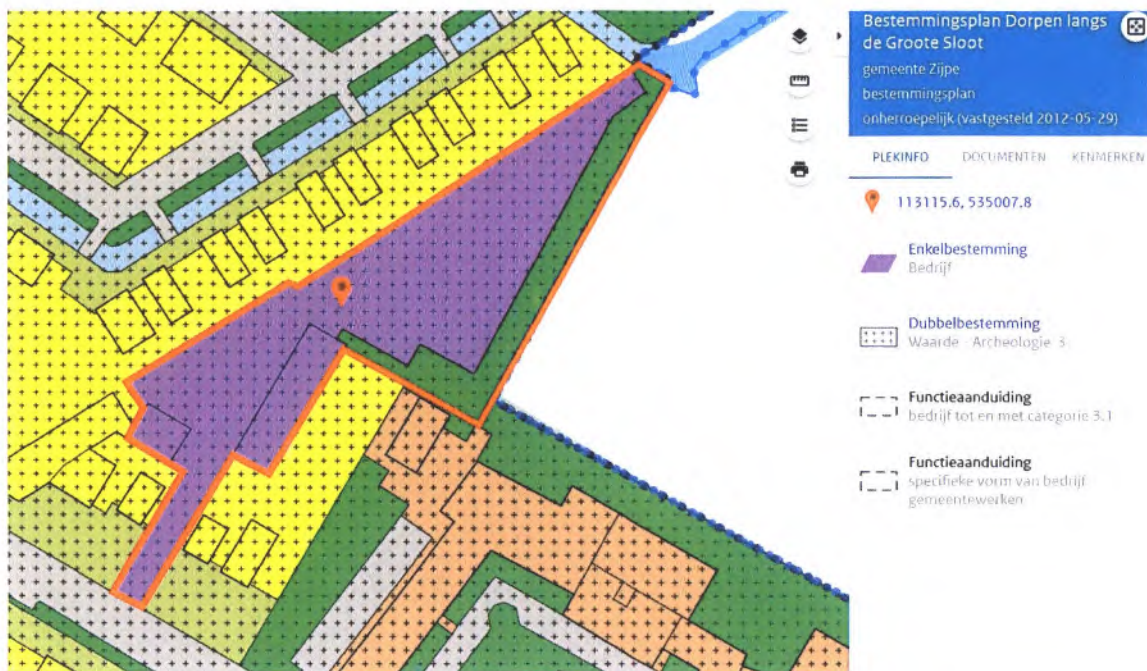 Bestemmingsplan Dorpen langs
de Groote Sloot
gemeente Zijpe
bestemmingsplan
onherroepelijk (vastgesteld 2012-05-29)
PLEKINFO DOCUMENTEN KENMERKEN
113115.6, 535007.8
Enkelbestemming
Bedrijf
Dubbelbestemming
Waarde - Archeologie 3
Functieaanduiding
bedrijf tot en met categorie 3.1
Functieaanduiding
specifieke vorm van bedrijf
gemeentewerken